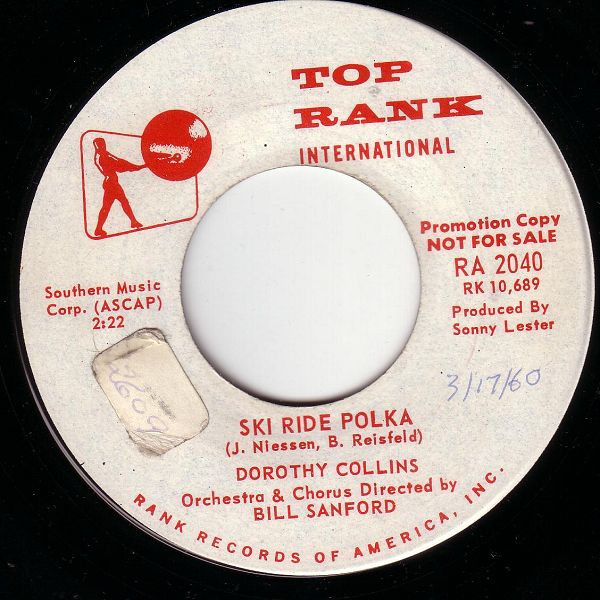 TOP
RANK
INTERNATIONAL
Promotion Copy
NOT FOR SALE
RA 2040
RK 10,689
Produced By
Sonny Lester
Southern Music
Corp. (ASCAP)
2:22
3/17/60
SKI RIDE POLKA
(J. Niessen, B. Reisfeld)
DOROTHY COLLINS
Orchestra & Chorus Directed by
BILL SANFORD
RANK RECORDS OF AMERICA, INC.